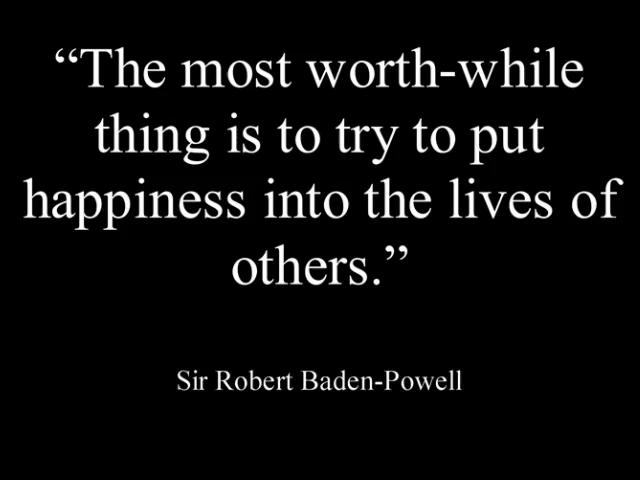 “The most worth-while
thing is to try to put
happiness into the lives of
others.”
Sir Robert Baden-Powell